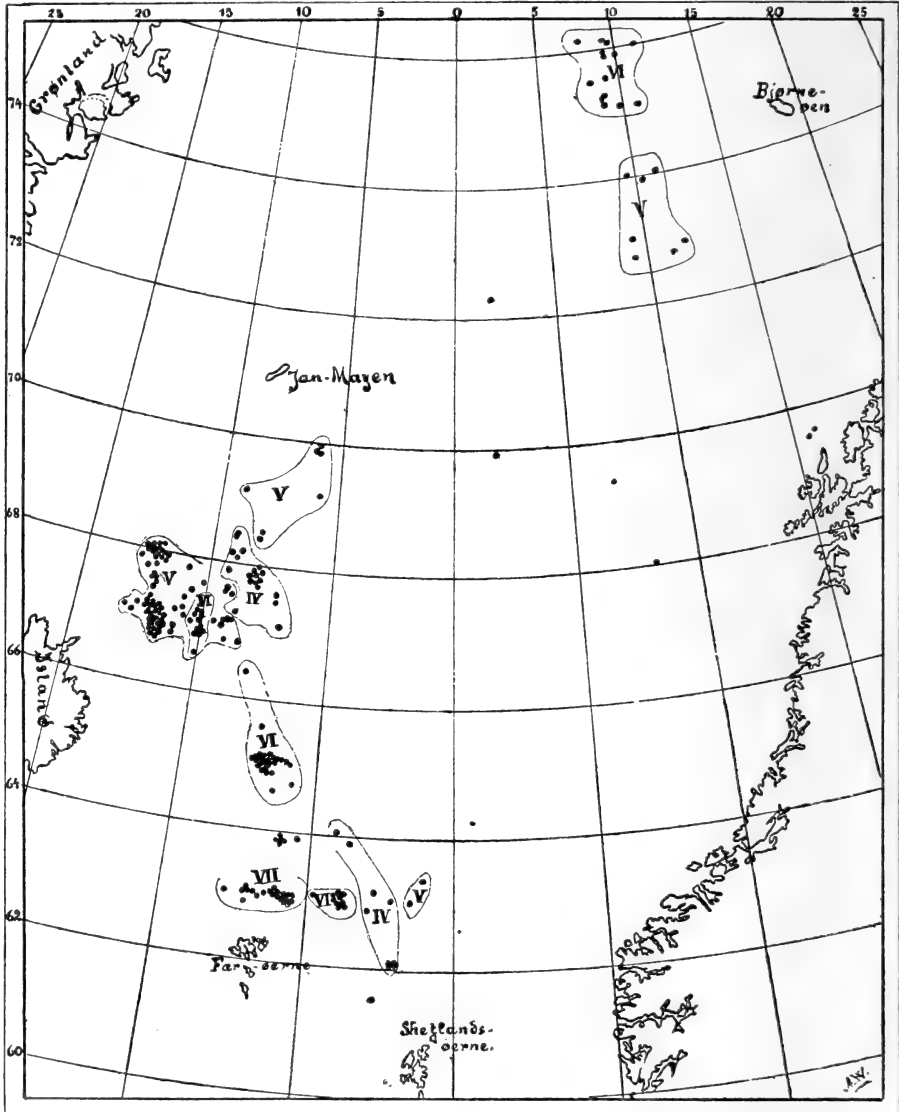 25 20 15 10 5 0 5 10 15 20 25
Grønland
VI
Bjørne-
øen
74
V
72
Jan-Mayen
70
V
68
V
VI
IV
66
Island
VI
64
VII
VII
V
IV
62
Far-øerne
Shetlands-
øerne.
60
A.W.